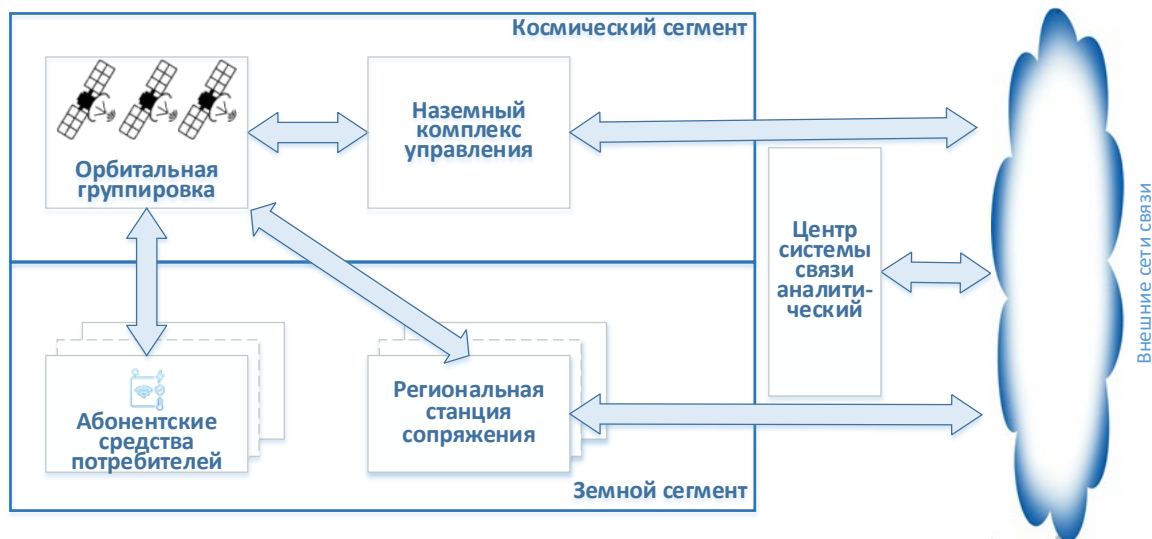 Космический сегмент
Орбитальная
группировка
Наземный
комплекс
управления
Центр
системы
связи
аналити-
ческий
Внешние сети связи
Абонентские
средства
потребителей
Региональная
станция
сопряжения
Земной сегмент